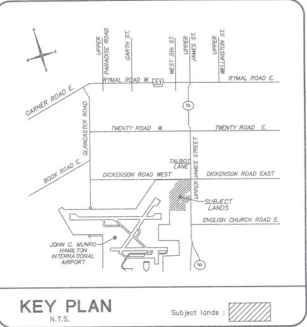 UPPER
PARADISE ROAD
GARTH ST.
WEST 5th ST.
UPPER
JAMES ST.
UPPER
WELLINGTON ST.
RYMAL ROAD W.
53
RYMAL ROAD E.
GARNER ROAD E.
GLANCASTER ROAD
6
TWENTY ROAD W.
TWENTY ROAD E.
BOOK ROAD E.
TALBOT
LANE
DICKENSON ROAD WEST
DICKENSON ROAD EAST
UPPER JAMES STREET
SUBJECT
LANDS
ENGLISH CHURCH ROAD E.
JOHN C. MUNRO
HAMILTON
INTERNATIONAL
AIRPORT
6
KEY PLAN
N.T.S.
Subject lands :